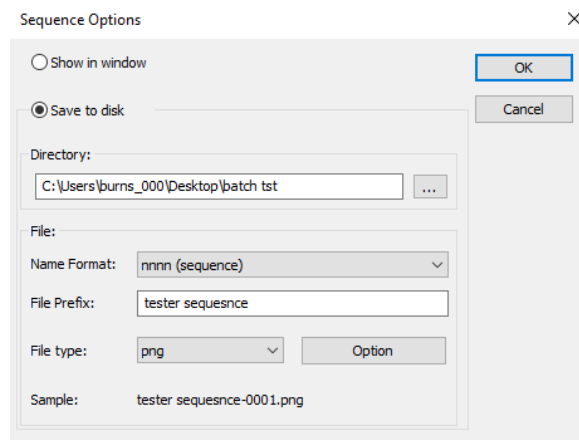 Sequence Options
Show in window
OK
Save to disk
Cancel
Directory:
C:\Users\burns_000\Desktop\batch tst
...
File:
Name Format: nnnn (sequence)
File Prefix: tester sequesnce
File type: png Option
Sample: tester sequesnce-0001.png